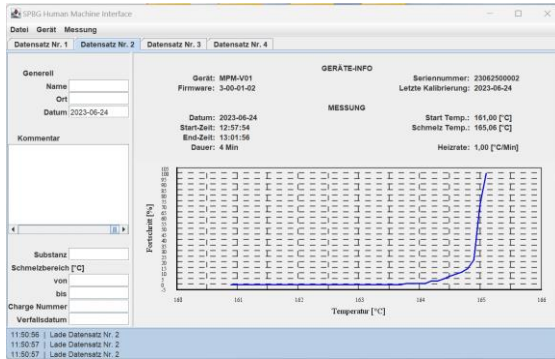 SPBG Human Machine Interface
Datei Gerät Messung
Datensatz Nr. 1 Datensatz Nr. 2 Datensatz Nr. 3 Datensatz Nr. 4
Generell
Name
Ort
Datum 2023-06-24
Kommentar
Substanz
Schmelzbereich [°C]
von
bis
Charge Nummer
Verfallsdatum
GERÄTE-INFO
Gerät: MPM-V01 Seriennummer: 23062500002
Firmware: 3-00-01-02 Letzte Kalibrierung: 2023-06-24
MESSUNG
Datum: 2023-06-24 Start Temp.: 161,00 [°C]
Start-Zeit: 12:57:54 Schmelz Temp.: 165,06 [°C]
End-Zeit: 13:01:56
Dauer: 4 Min Heizrate: 1,00 [°C/Min]
Fortschritt [%]
160 161 162 163 164 165 166
Temperatur [°C]
11:50:56 | Lade Datensatz Nr. 2
11:50:57 | Lade Datensatz Nr. 2
11:50:57 | Lade Datensatz Nr. 2